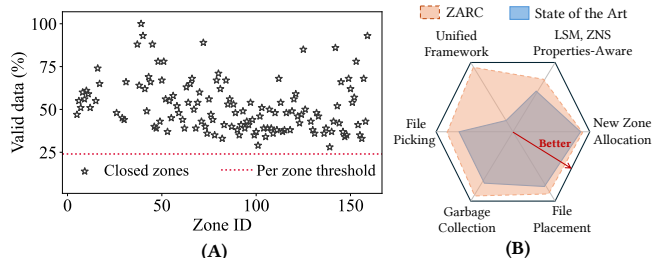 Valid data (%)
100
75
50
25
Closed zones
Per zone threshold
0
50
100
150
Zone ID
(A)
ZARC
State of the Art
Unified
Framework
LSM, ZNS
Properties-Aware
File
Picking
New Zone
Allocation
Better
Garbage
Collection
File
Placement
(B)